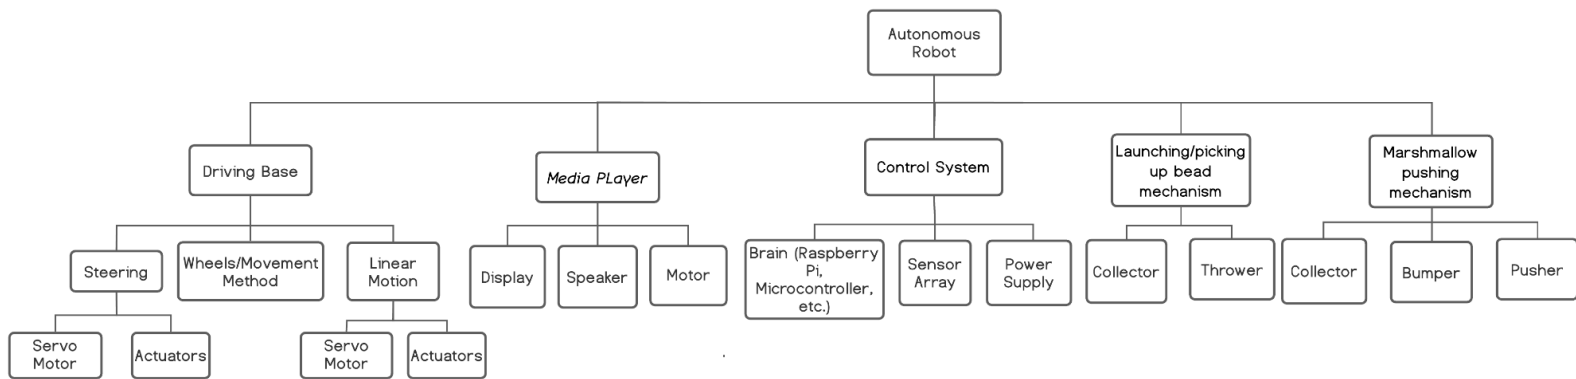 Autonomous
Robot
Driving Base
Media PLayer
Control System
Launching/picking
up bead
mechanism
Marshmallow
pushing
mechanism
Steering
Wheels/Movement
Method
Linear
Motion
Display
Speaker
Motor
Brain (Raspberry
Pi,
Microcontroller,
etc.)
Sensor
Array
Power
Supply
Collector
Thrower
Collector
Bumper
Pusher
Servo
Motor
Actuators
Servo
Motor
Actuators